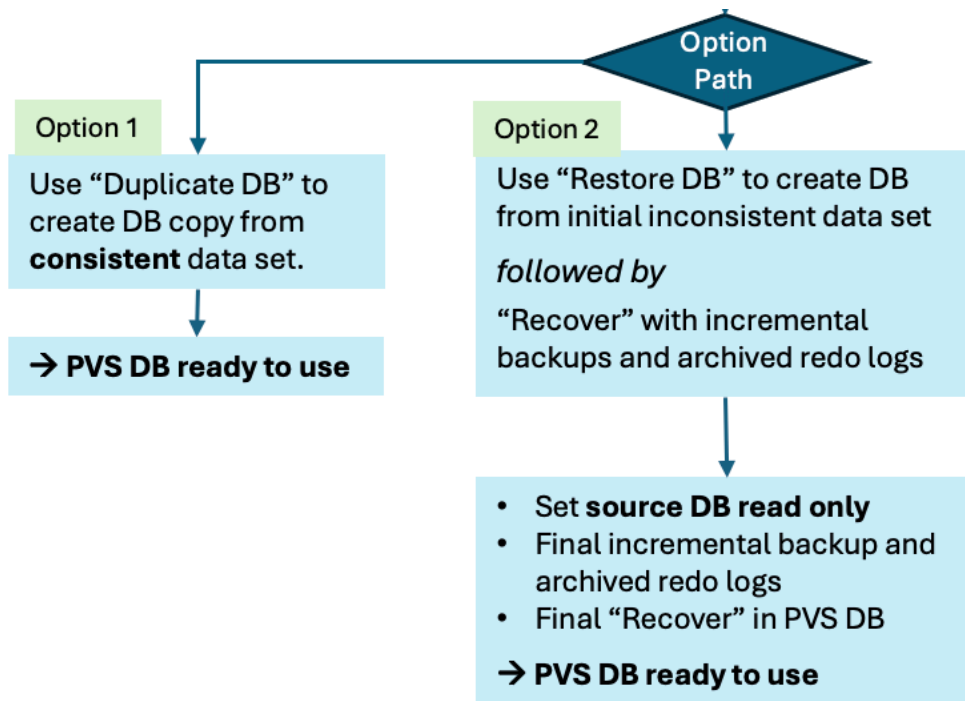 Option
Path
Option 1
Use “Duplicate DB” to
create DB copy from
consistent data set.
→ PVS DB ready to use
Option 2
Use “Restore DB” to create DB
from initial inconsistent data set
followed by
“Recover” with incremental
backups and archived redo logs
• Set source DB read only
• Final incremental backup and
archived redo logs
• Final “Recover” in PVS DB
→ PVS DB ready to use